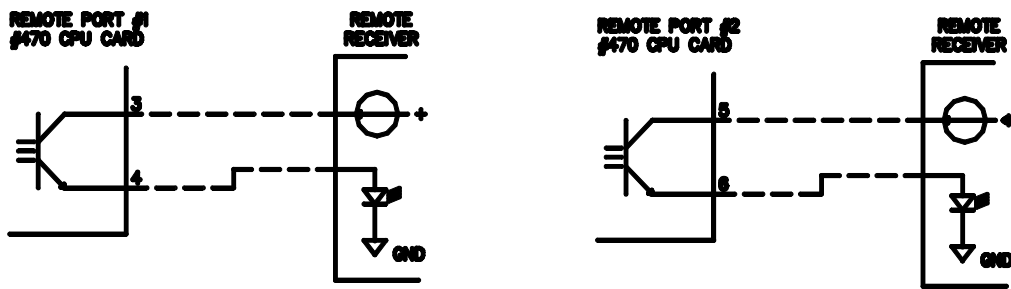 REMOTE PORT #1
#470 CPU CARD
REMOTE
RECEIVER
3
+
4
GND
REMOTE PORT #2
#470 CPU CARD
REMOTE
RECEIVER
5
6
GND